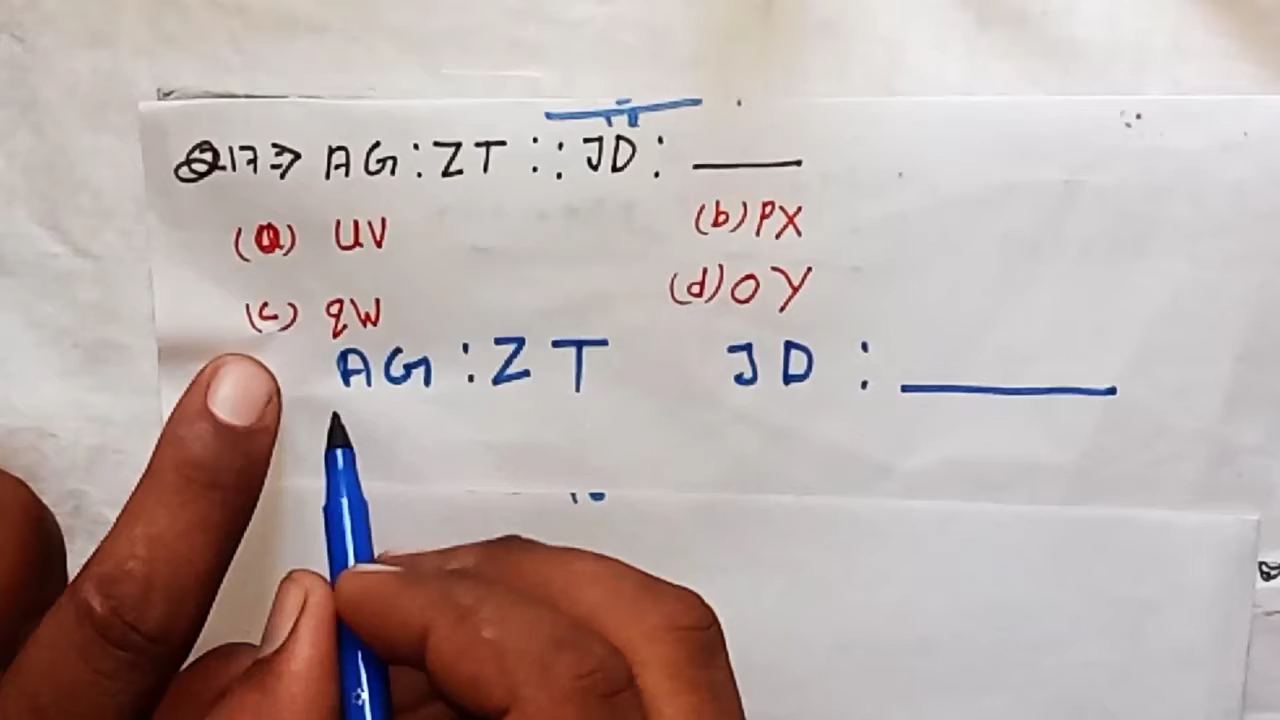 Q17⇒ AG:ZT::JD: ____
(a) UV (b) PX
(c) qW (d) OY
AG:ZT JD: ____